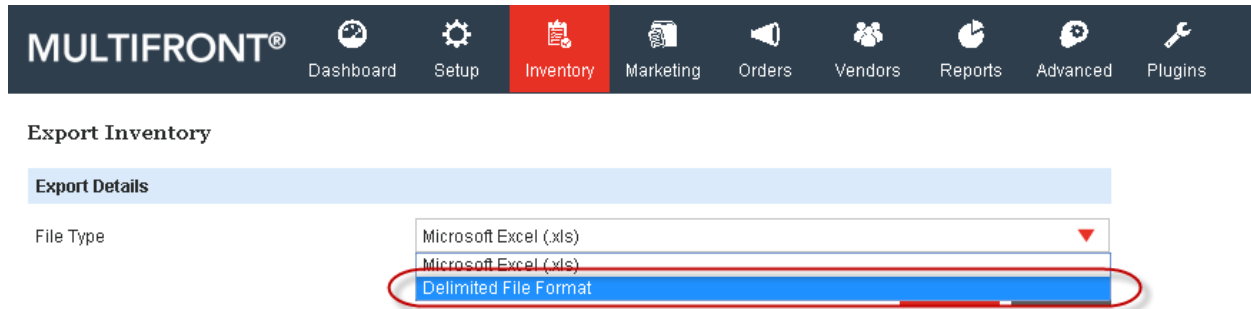 MULTIFRONT®
Dashboard Setup Inventory Marketing Orders Vendors Reports Advanced Plugins
Export Inventory
Export Details
File Type Microsoft Excel (.xls)
Microsoft Excel (.xls)
Delimited File Format